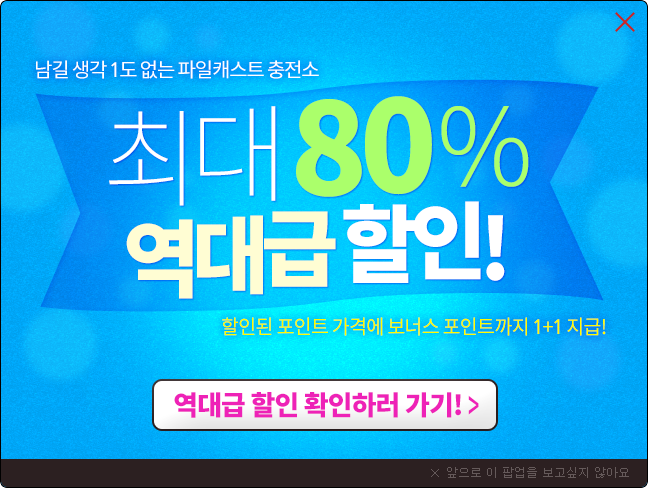 남길 생각 1도 없는 파일캐스트 충전소
최대 80%
역대급 할인!
할인된 포인트 가격에 보너스 포인트까지 1+1 지급!
역대급 할인 확인하러 가기! >
× 앞으로 이 팝업을 보고싶지 않아요